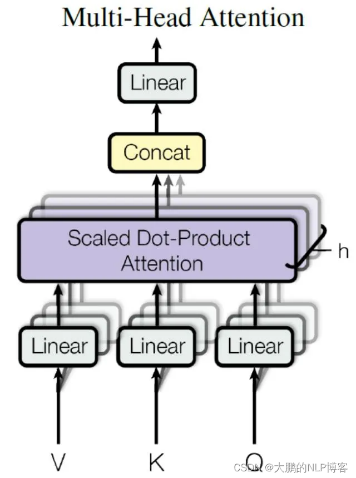 Multi-Head Attention
Linear
Concat
Scaled Dot-Product
Attention
h
Linear
Linear
Linear
V
K
Q
CSDN @大鹏的NLP博客